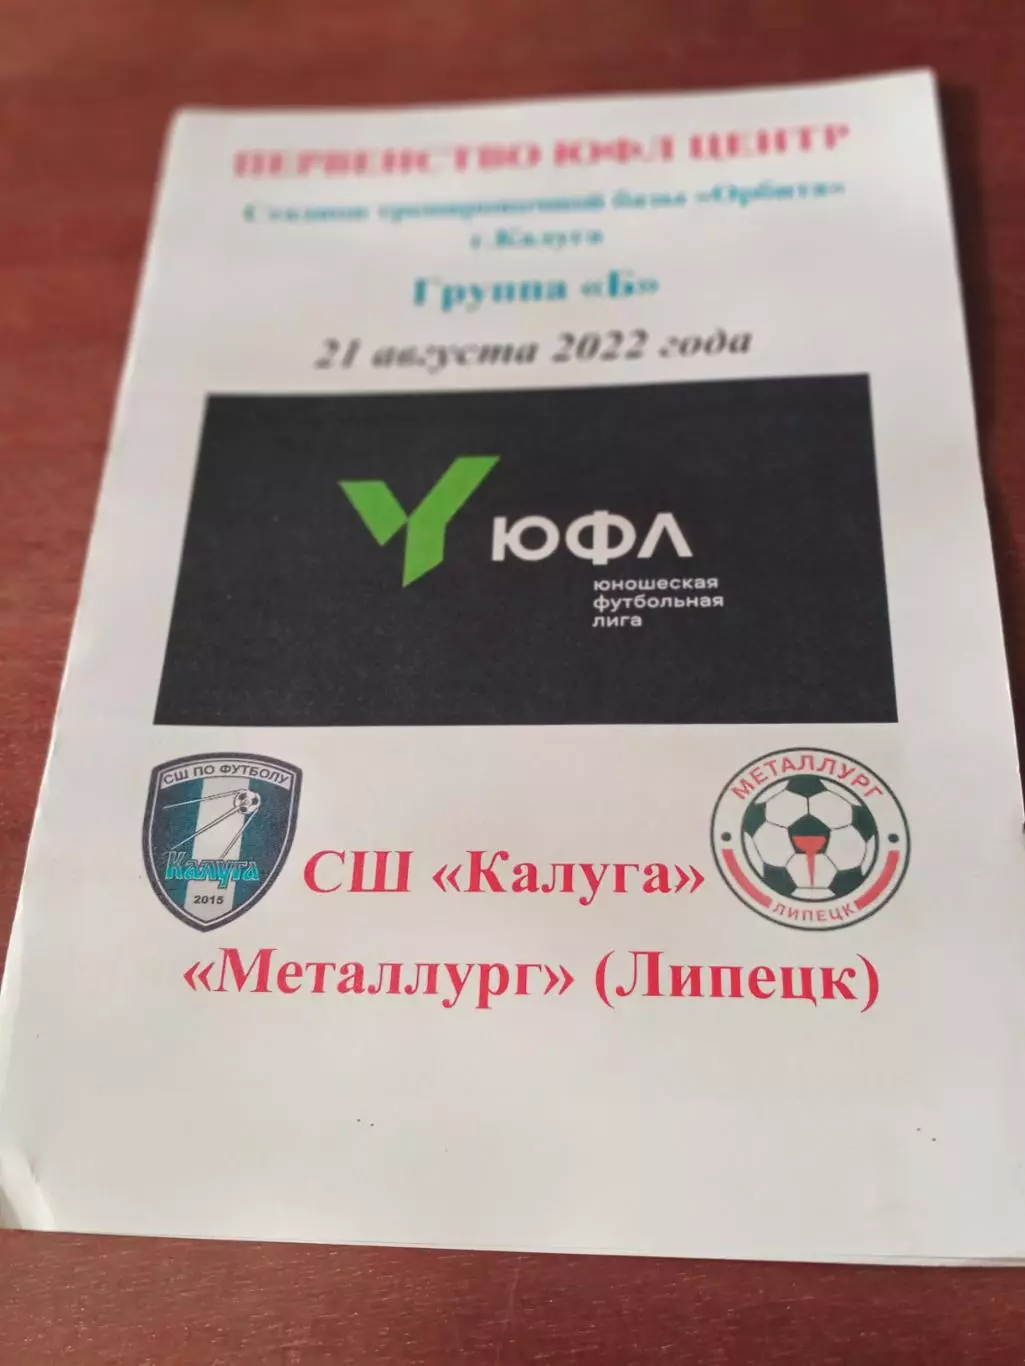 ПЕРВЕНСТВО ЮФЛ ЦЕНТР
Стадион тренировочной базы «Орбита»
г.Калуга
Группа «Б»
21 августа 2022 года
ЮФЛ
юношеская
футбольная
лига
СШ ПО ФУТБОЛУ
Калуга
2015
МЕТАЛЛУРГ
ЛИПЕЦК
СШ «Калуга»
«Металлург» (Липецк)